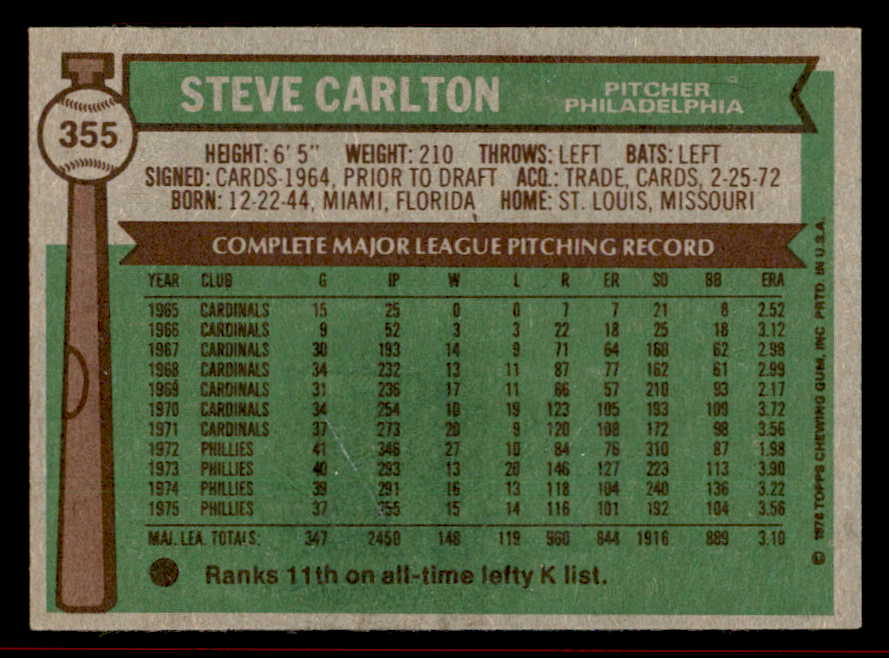 355
STEVE CARLTON
PITCHER
PHILADELPHIA
HEIGHT: 6' 5" WEIGHT: 210 THROWS: LEFT BATS: LEFT
SIGNED: CARDS-1964, PRIOR TO DRAFT ACQ.: TRADE, CARDS, 2-25-72
BORN: 12-22-44, MIAMI, FLORIDA HOME: ST. LOUIS, MISSOURI
COMPLETE MAJOR LEAGUE PITCHING RECORD
YEAR CLUB G IP W L R ER SO BB ERA
1965 CARDINALS 15 25 0 0 7 7 21 8 2.52
1966 CARDINALS 9 52 3 3 22 18 25 18 3.12
1967 CARDINALS 30 193 14 9 71 64 168 62 2.98
1968 CARDINALS 34 232 13 11 87 77 162 61 2.99
1969 CARDINALS 31 236 17 11 66 57 210 93 2.17
1970 CARDINALS 34 254 10 19 123 105 193 109 3.72
1971 CARDINALS 37 273 20 9 120 108 172 98 3.56
1972 PHILLIES 41 346 27 10 84 76 310 87 1.98
1973 PHILLIES 40 293 13 20 146 127 223 113 3.90
1974 PHILLIES 39 291 16 13 118 104 240 136 3.22
1975 PHILLIES 37 255 15 14 116 101 192 104 3.56
MAJ. LEA. TOTALS: 347 2450 148 119 960 844 1916 889 3.10
Ranks 11th on all-time lefty K list.
© 1976 TOPPS CHEWING GUM, INC PRTD. IN U.S.A.